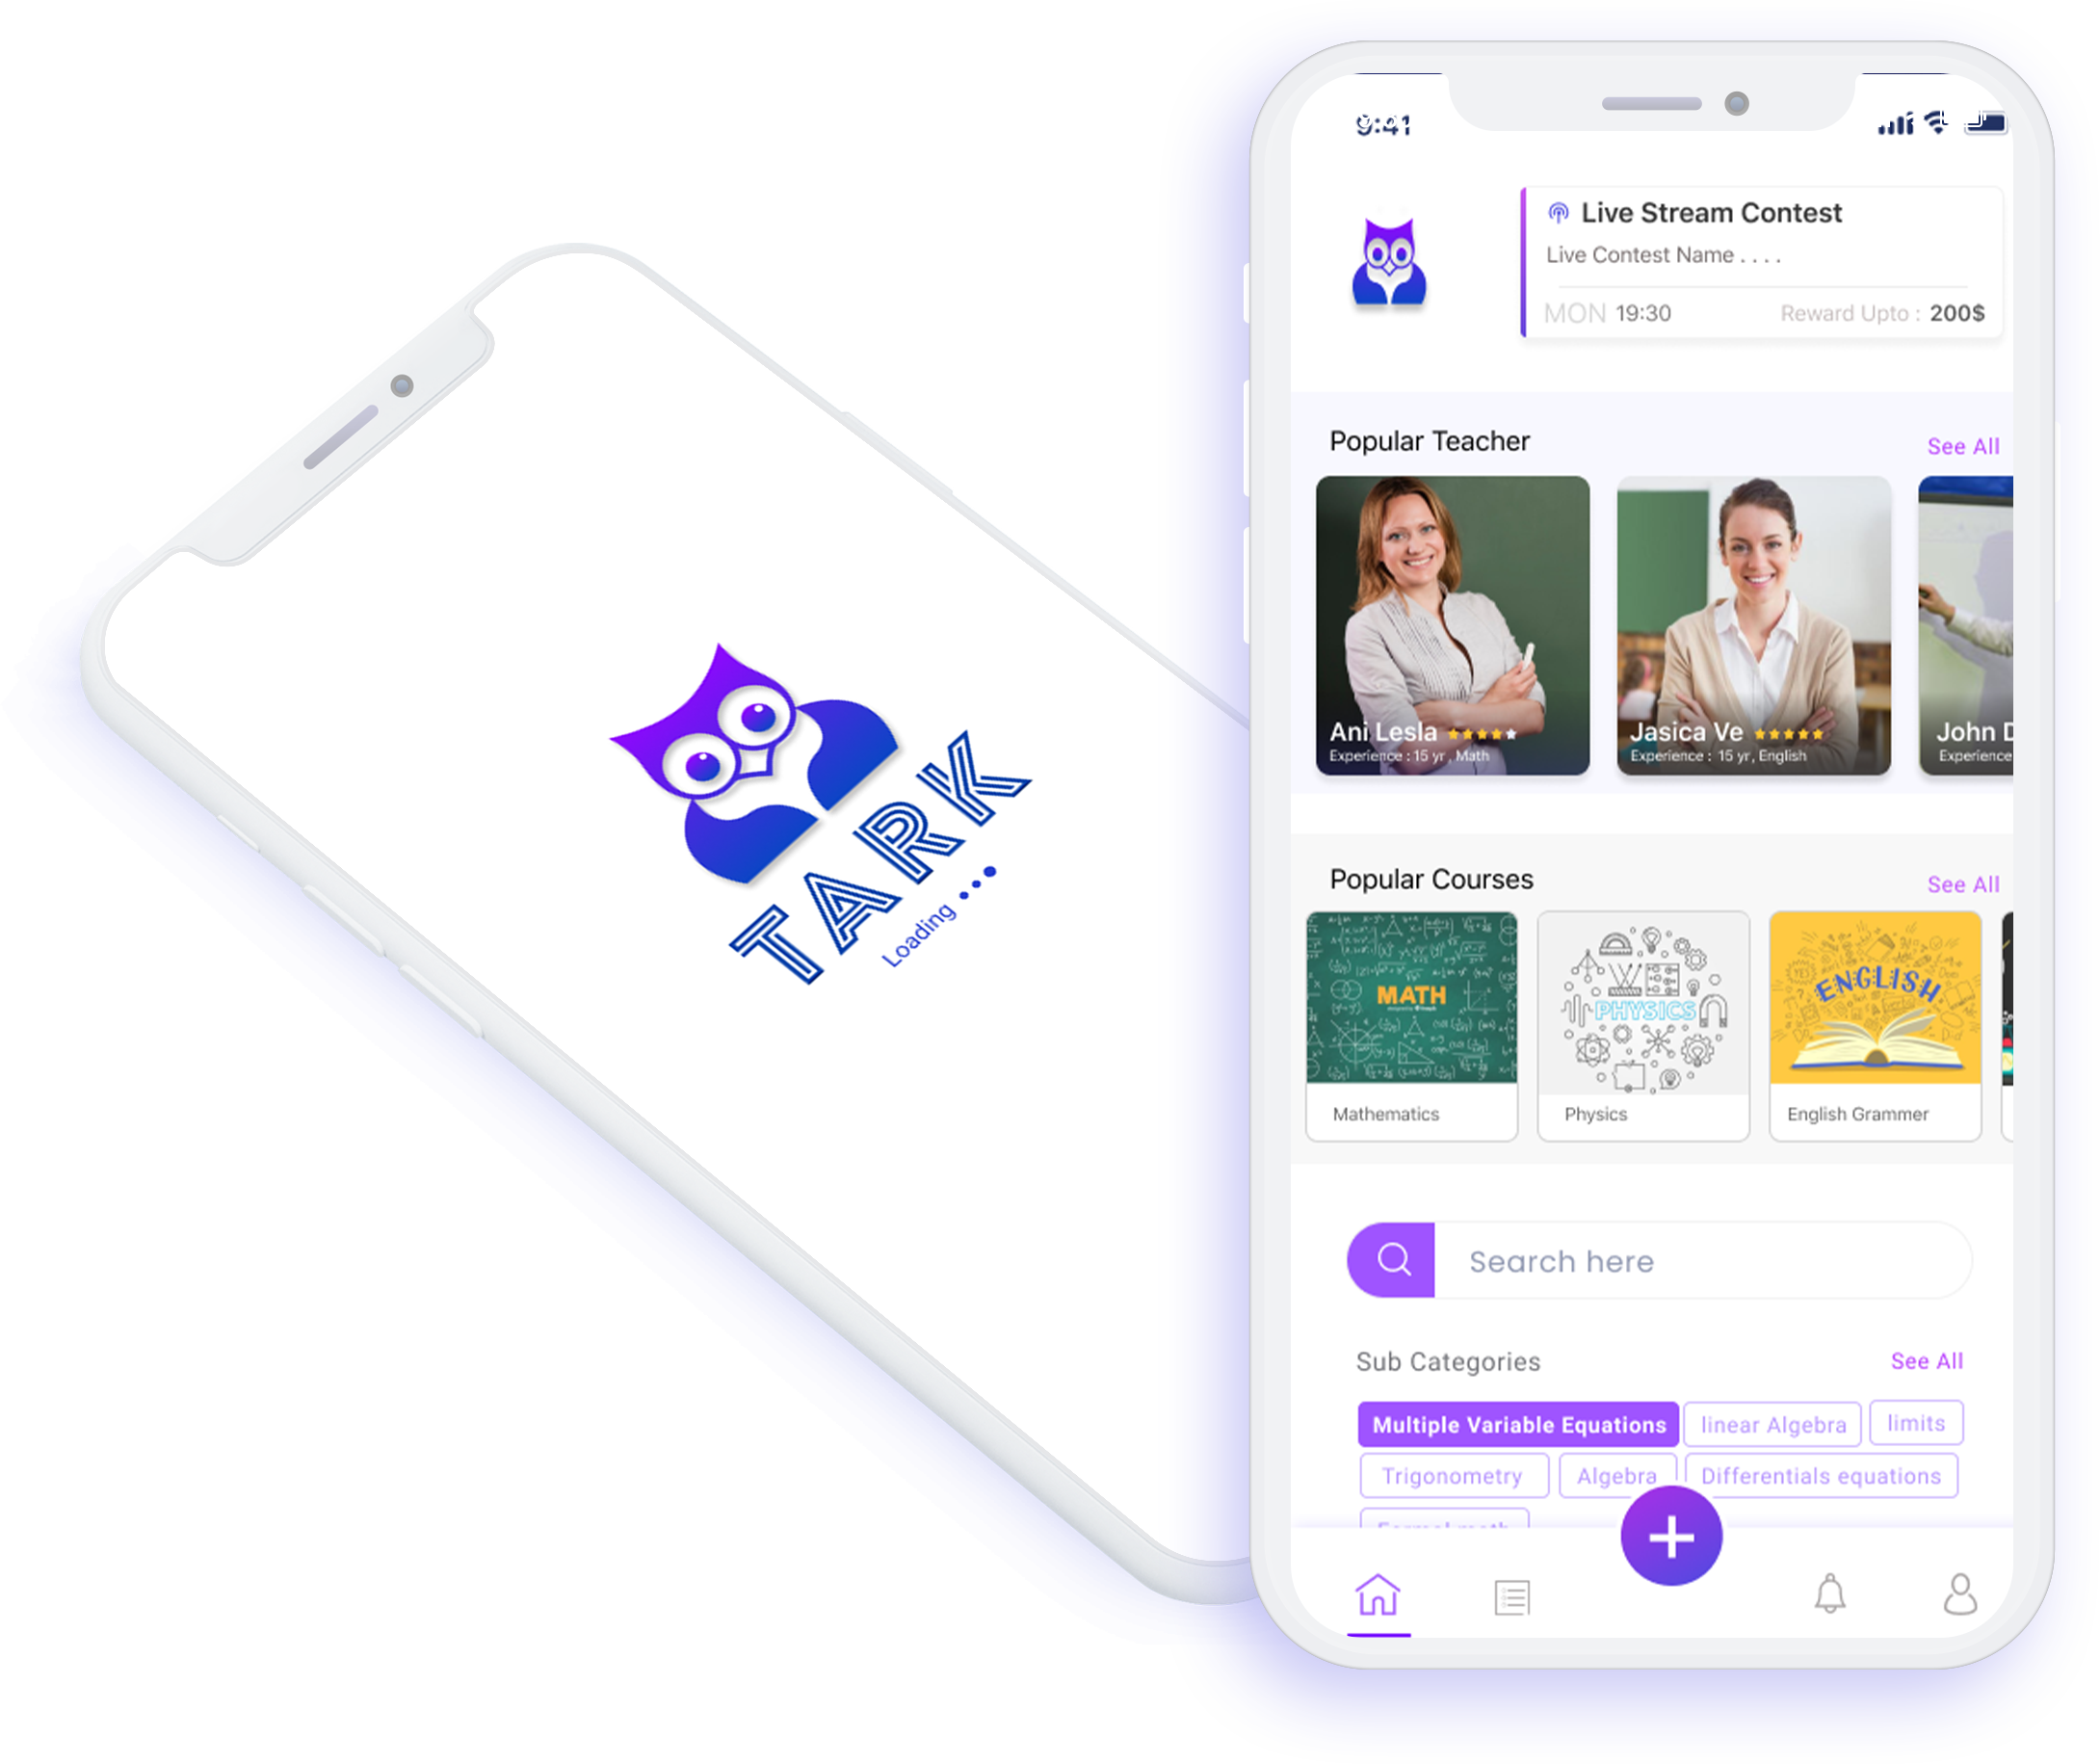 TARK
Loading
9:41
Live Stream Contest
Live Contest Name . . . .
MON 19:30 Reward Upto : 200$
Popular Teacher See All
Ani Lesla
Experience : 15 yr , Math
Jasica Ve
Experience : 15 yr , English
John D
Experience
Popular Courses See All
MATH
PHYSICS
ENGLISH
Mathematics
Physics
English Grammer
Search here
Sub Categories See All
Multiple Variable Equations linear Algebra limits
Trigonometry Algebra Differentials equations